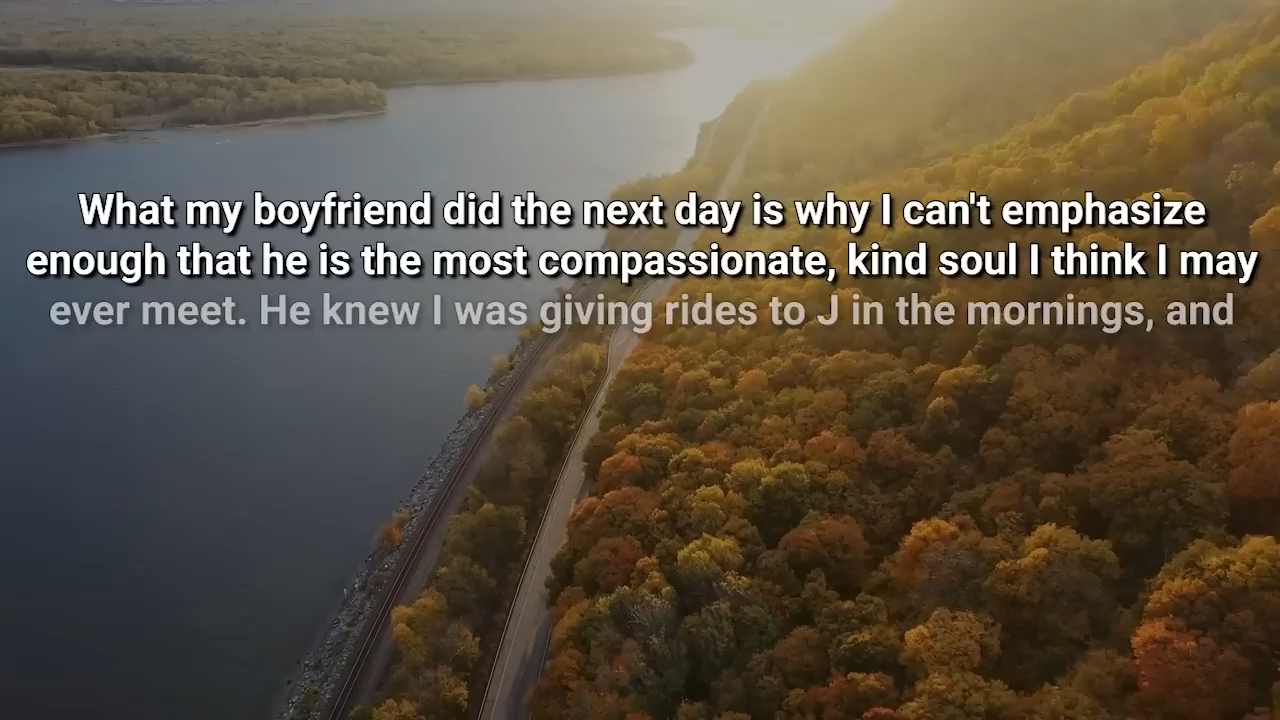 What my boyfriend did the next day is why I can't emphasize
enough that he is the most compassionate, kind soul I think I may
ever meet. He knew I was giving rides to J in the mornings, and